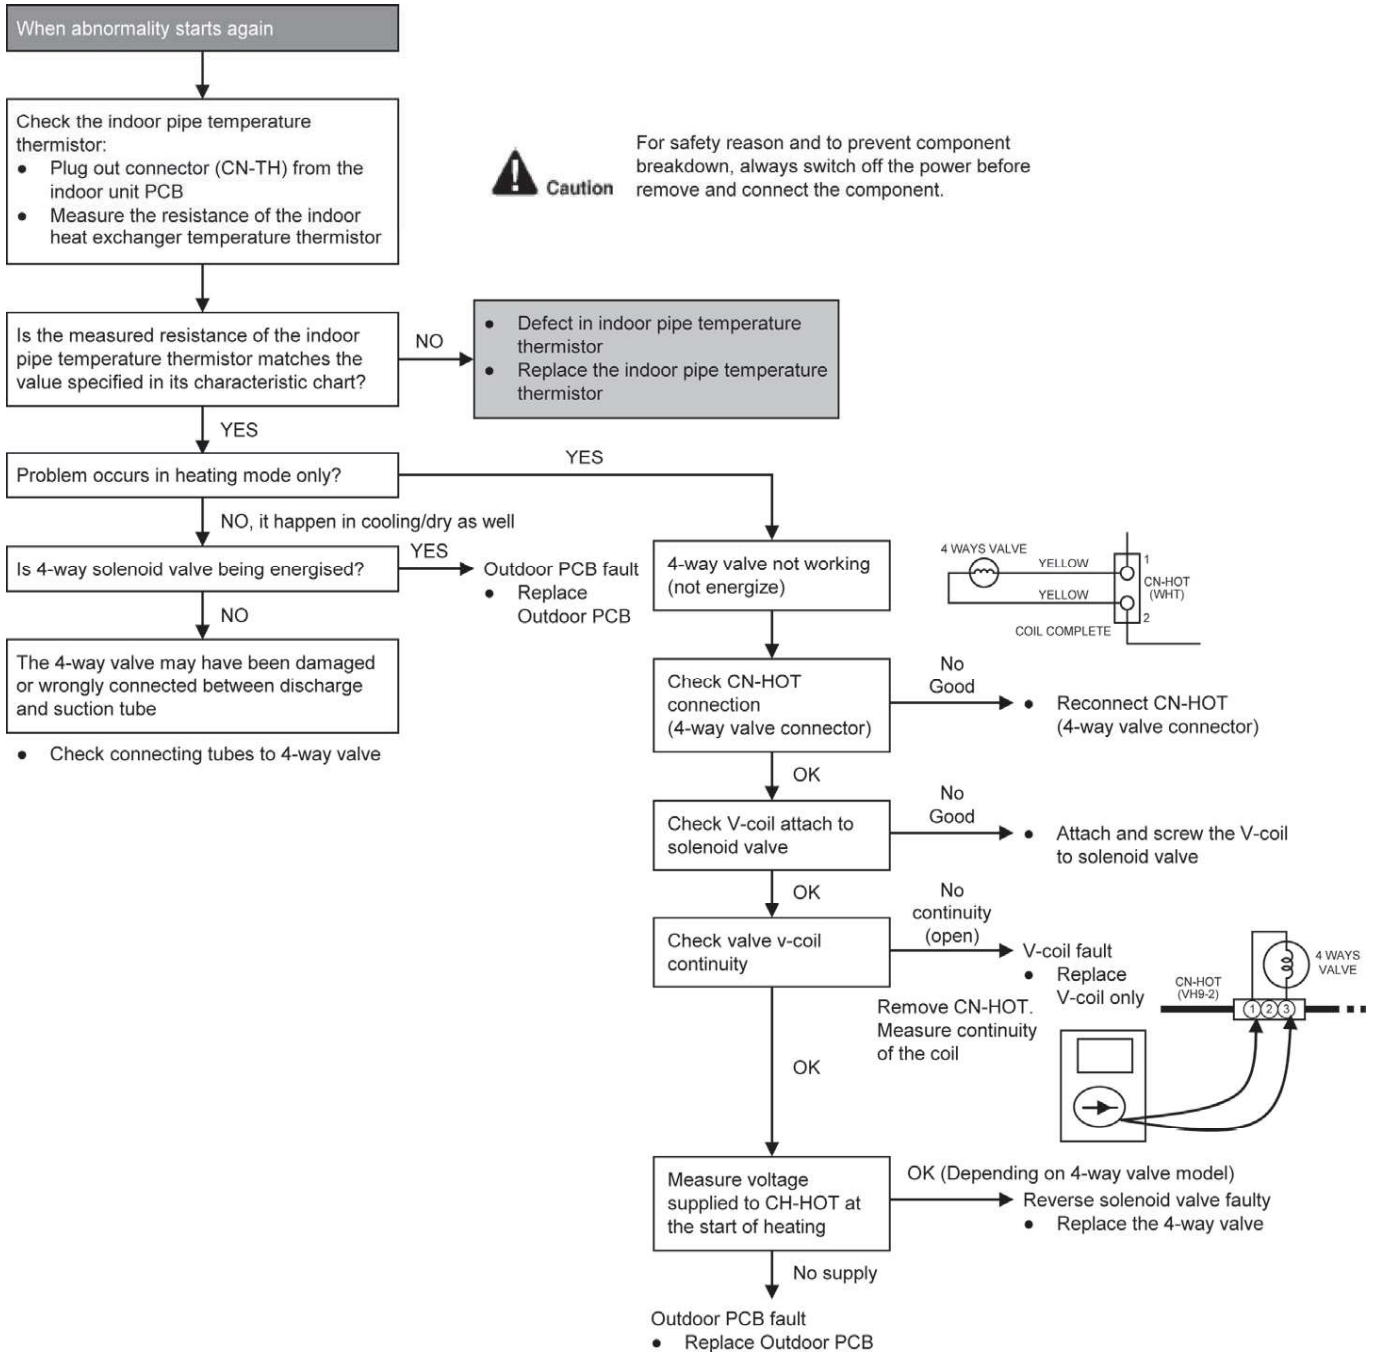 When abnormality starts again
Check the indoor pipe temperature
thermistor:
● Plug out connector (CN-TH) from the
indoor unit PCB
● Measure the resistance of the indoor
heat exchanger temperature thermistor
Caution
For safety reason and to prevent component
breakdown, always switch off the power before
remove and connect the component.
Is the measured resistance of the indoor
pipe temperature thermistor matches the
value specified in its characteristic chart?
NO
● Defect in indoor pipe temperature
thermistor
● Replace the indoor pipe temperature
thermistor
YES
Problem occurs in heating mode only?
YES
NO, it happen in cooling/dry as well
Is 4-way solenoid valve being energised?
YES
Outdoor PCB fault
● Replace
Outdoor PCB
NO
The 4-way valve may have been damaged
or wrongly connected between discharge
and suction tube
● Check connecting tubes to 4-way valve
4-way valve not working
(not energize)
4 WAYS VALVE
YELLOW
1
CN-HOT
(WHT)
YELLOW
2
COIL COMPLETE
Check CN-HOT
connection
(4-way valve connector)
No
Good
● Reconnect CN-HOT
(4-way valve connector)
OK
Check V-coil attach to
solenoid valve
No
Good
● Attach and screw the V-coil
to solenoid valve
OK
Check valve v-coil
continuity
No
continuity
(open)
V-coil fault
● Replace
V-coil only
Remove CN-HOT.
Measure continuity
of the coil
4 WAYS
VALVE
CN-HOT
(VH9-2)
1 2 3
OK
Measure voltage
supplied to CH-HOT at
the start of heating
OK (Depending on 4-way valve model)
Reverse solenoid valve faulty
● Replace the 4-way valve
No supply
Outdoor PCB fault
● Replace Outdoor PCB